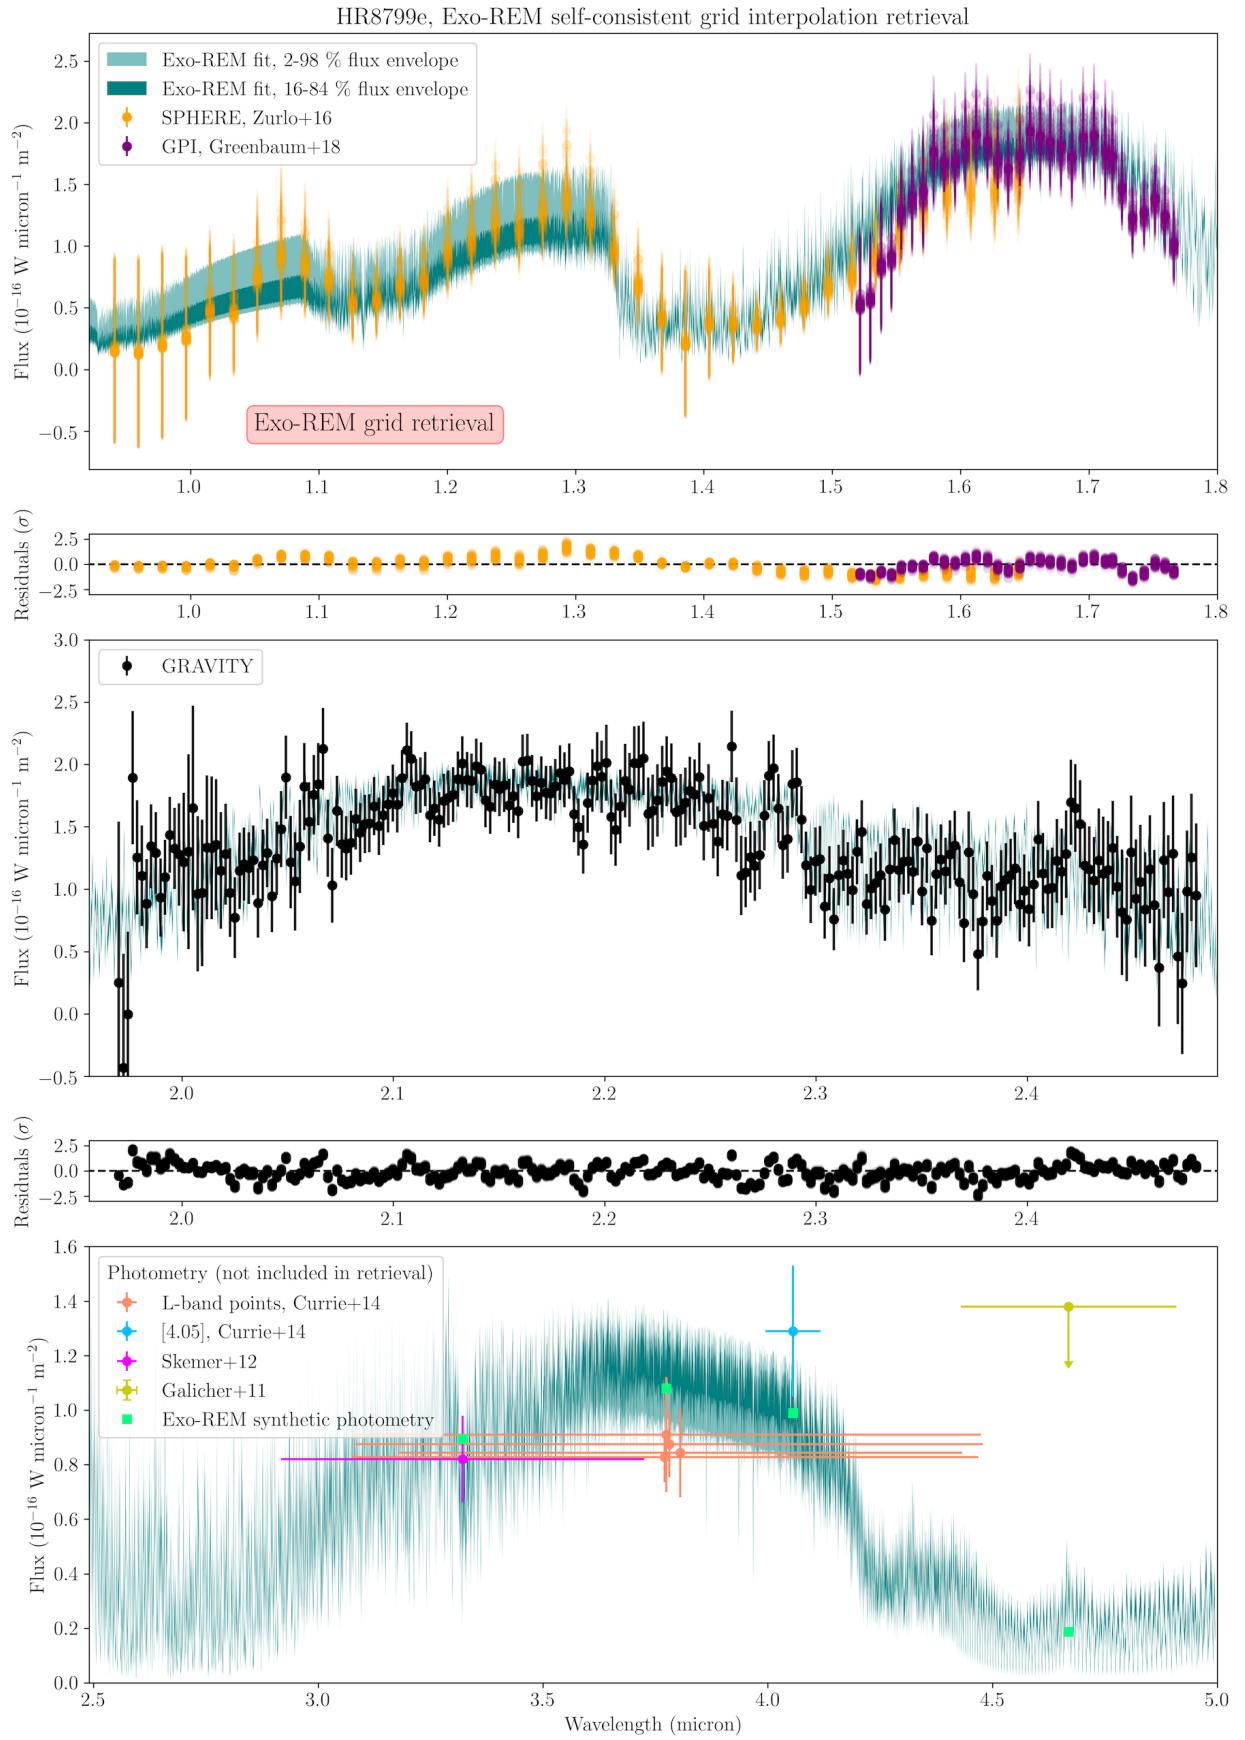 HR8799e, Exo-REM self-consistent grid interpolation retrieval
Exo-REM fit, 2-98 % flux envelope
Exo-REM fit, 16-84 % flux envelope
SPHERE, Zurlo+16
GPI, Greenbaum+18
Flux (10⁻¹⁶ W micron⁻¹ m⁻²)
2.5
2.0
1.5
1.0
0.5
0.0
−0.5
Exo-REM grid retrieval
1.0 1.1 1.2 1.3 1.4 1.5 1.6 1.7 1.8
Residuals (σ)
2.5
0.0
−2.5
1.0 1.1 1.2 1.3 1.4 1.5 1.6 1.7 1.8
GRAVITY
Flux (10⁻¹⁶ W micron⁻¹ m⁻²)
3.0
2.5
2.0
1.5
1.0
0.5
0.0
−0.5
2.0 2.1 2.2 2.3 2.4
Residuals (σ)
2.5
0.0
−2.5
2.0 2.1 2.2 2.3 2.4
Photometry (not included in retrieval)
L-band points, Currie+14
[4.05], Currie+14
Skemer+12
Galicher+11
Exo-REM synthetic photometry
Flux (10⁻¹⁶ W micron⁻¹ m⁻²)
1.6
1.4
1.2
1.0
0.8
0.6
0.4
0.2
0.0
2.5 3.0 3.5 4.0 4.5 5.0
Wavelength (micron)